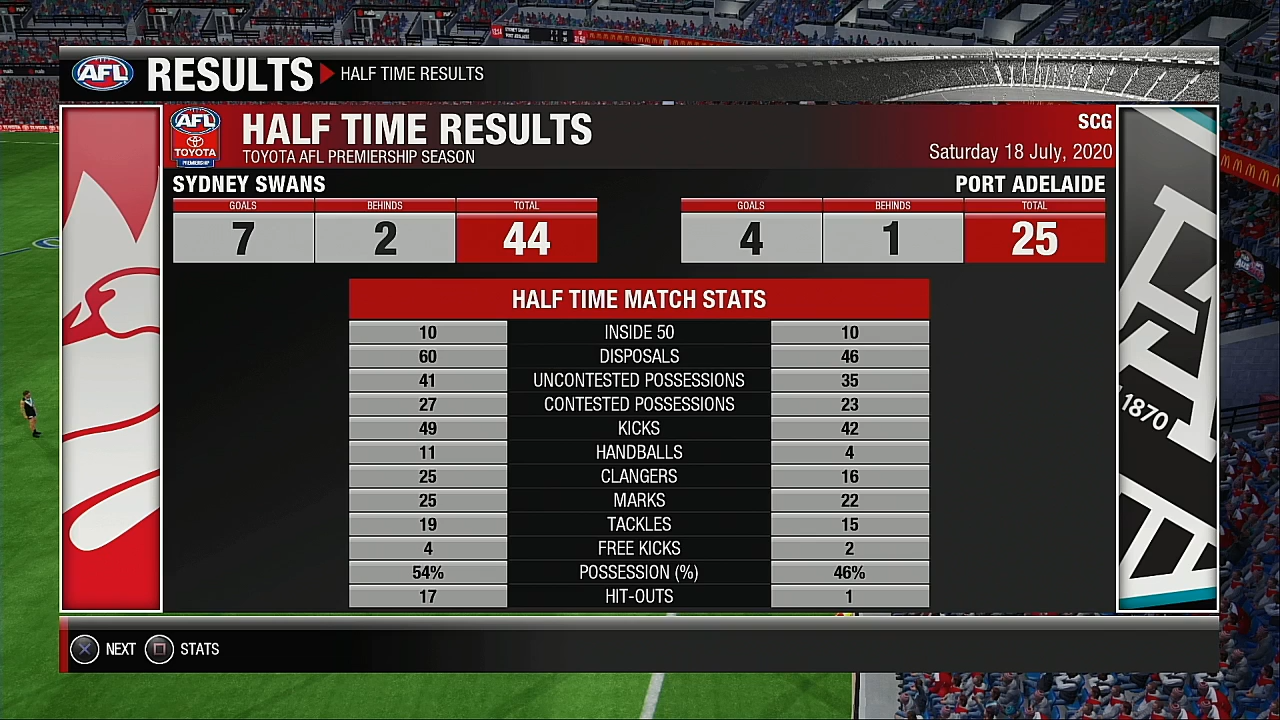 AFL RESULTS HALF TIME RESULTS
AFL
TOYOTA
PREMIERSHIP
HALF TIME RESULTS
TOYOTA AFL PREMIERSHIP SEASON
SCG
Saturday 18 July, 2020
SYDNEY SWANS PORT ADELAIDE
GOALS BEHINDS TOTAL GOALS BEHINDS TOTAL
7 2 44 4 1 25
HALF TIME MATCH STATS
10 INSIDE 50 10
60 DISPOSALS 46
41 UNCONTESTED POSSESSIONS 35
27 CONTESTED POSSESSIONS 23
49 KICKS 42
11 HANDBALLS 4
25 CLANGERS 16
25 MARKS 22
19 TACKLES 15
4 FREE KICKS 2
54% POSSESSION (%) 46%
17 HIT-OUTS 1
1870
NEXT STATS